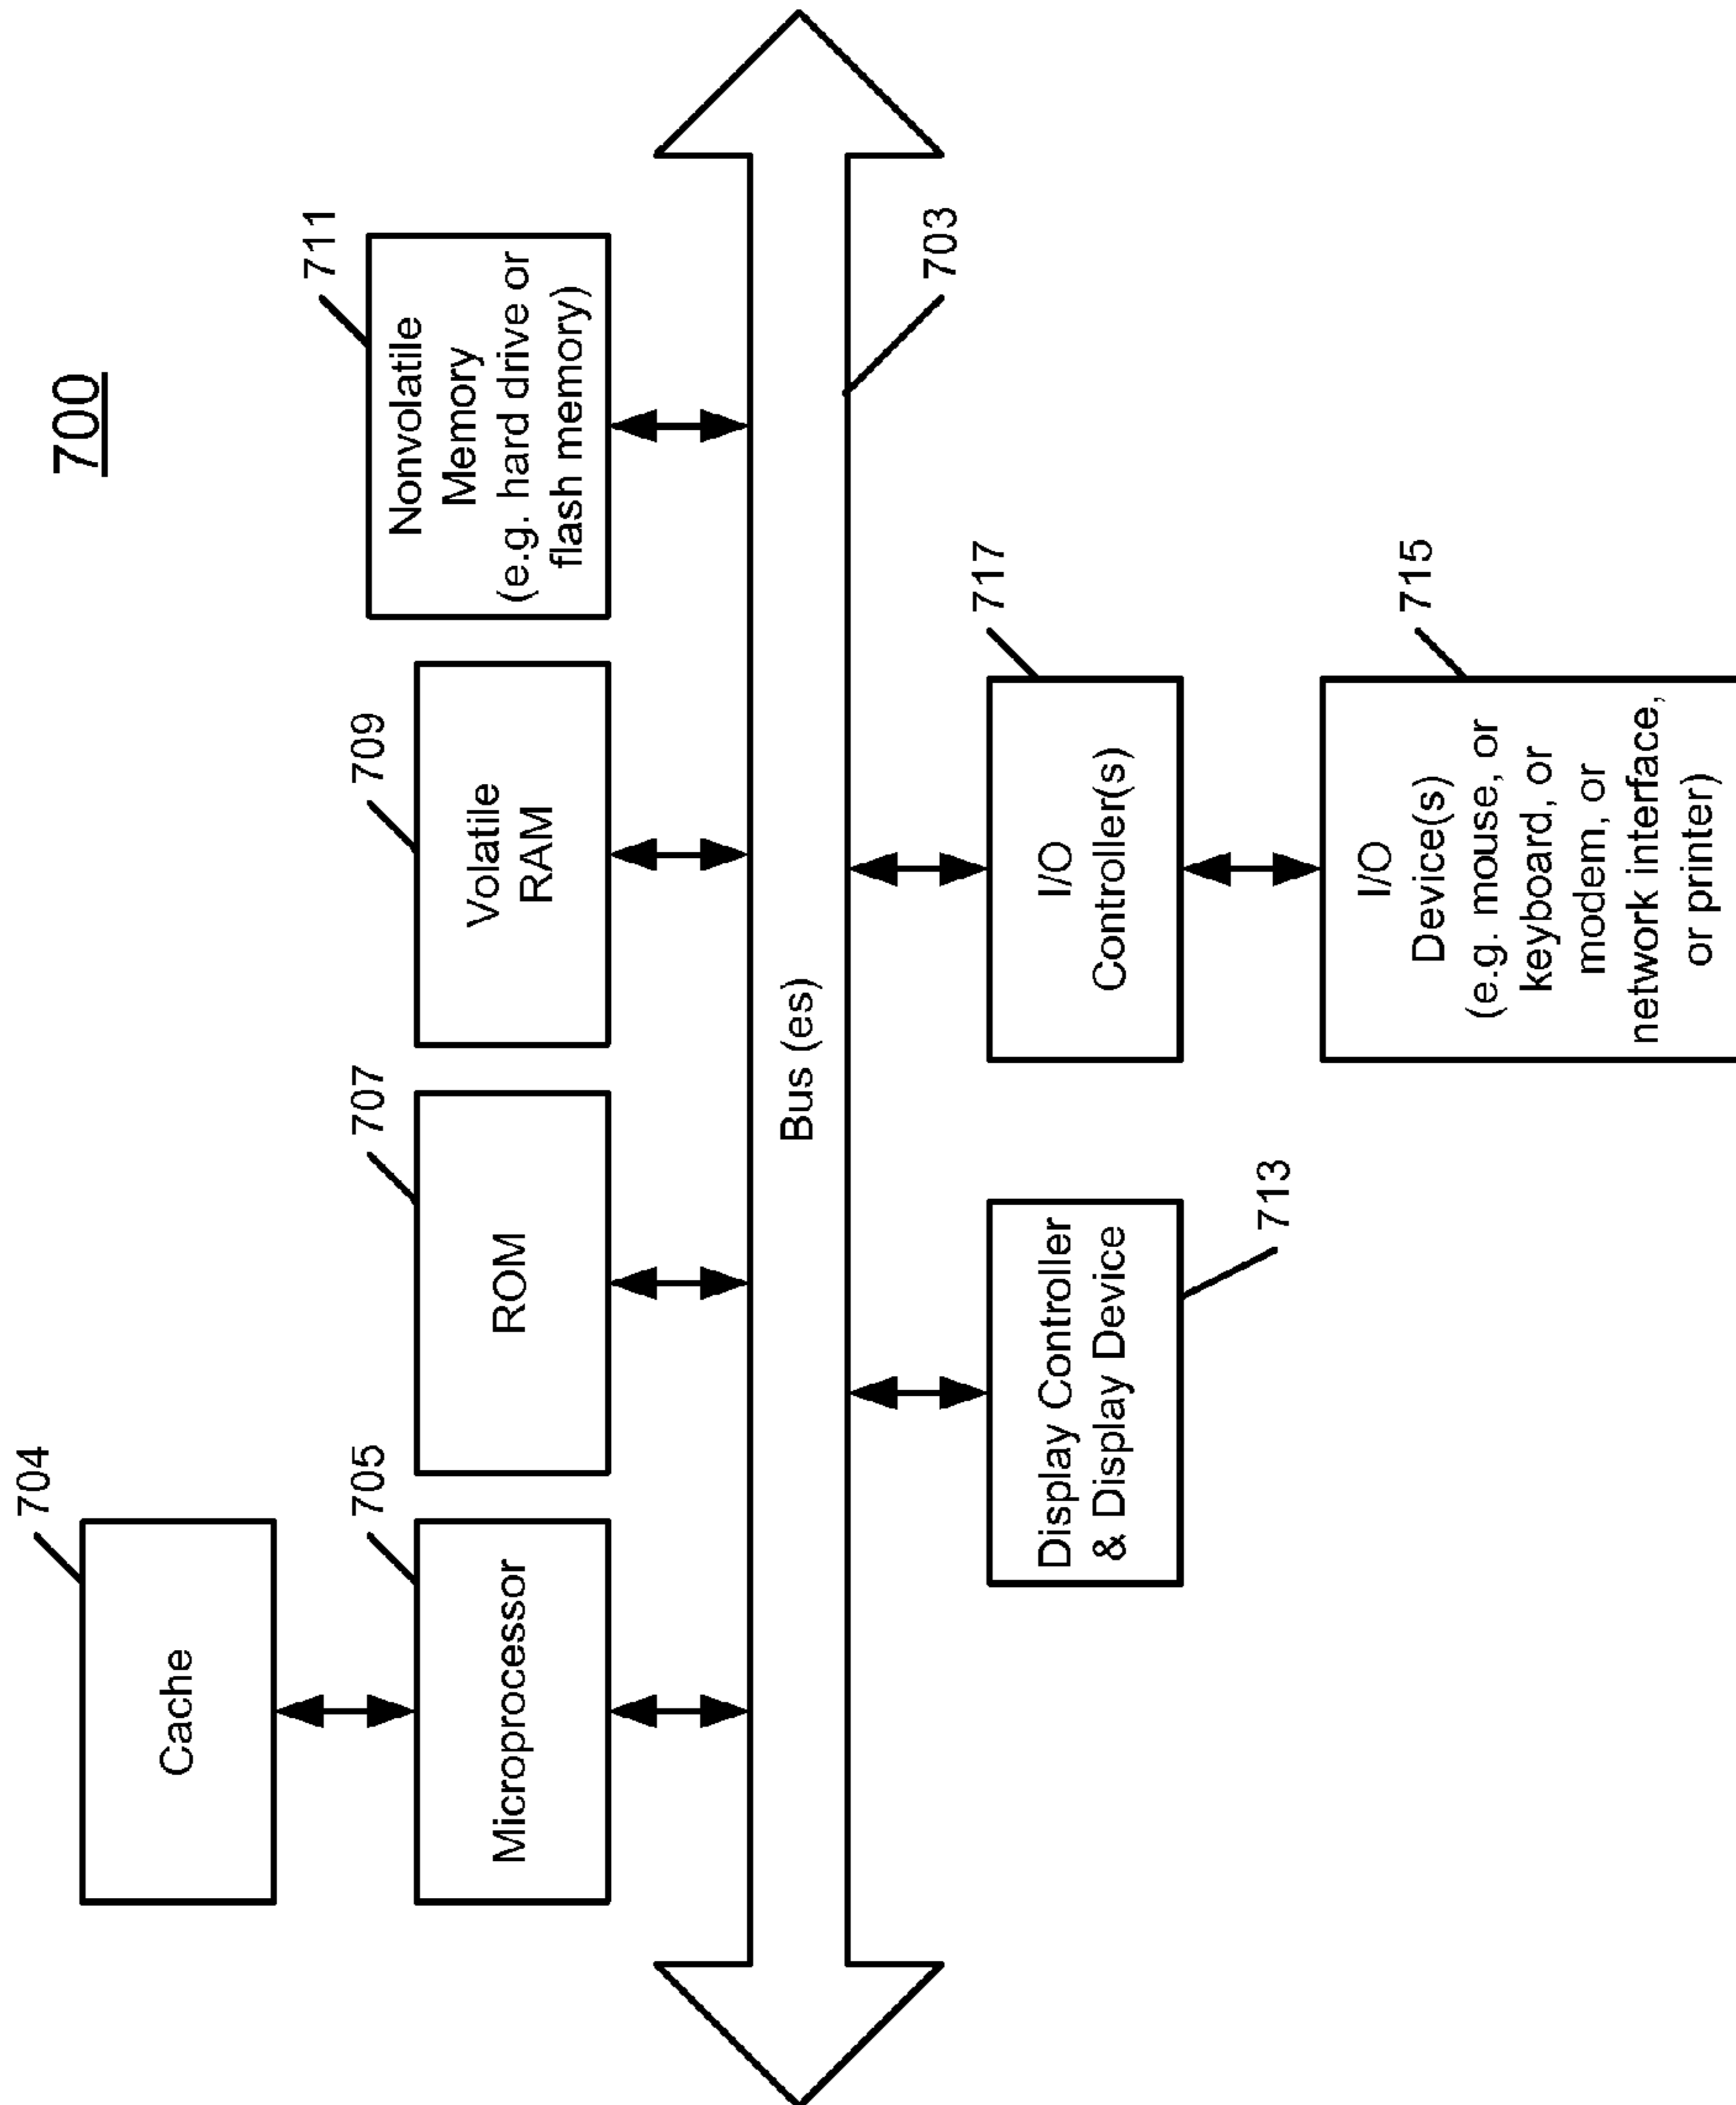 700
704
Cache
705
Microprocessor
707
ROM
709
Volatile
RAM
711
Nonvolatile
Memory
(e.g. hard drive or
flash memory)
Bus (es)
703
Display Controller
& Display Device
713
717
I/O
Controller(s)
715
I/O
Device(s)
(e.g. mouse, or
keyboard, or
modem, or
network interface,
or printer)